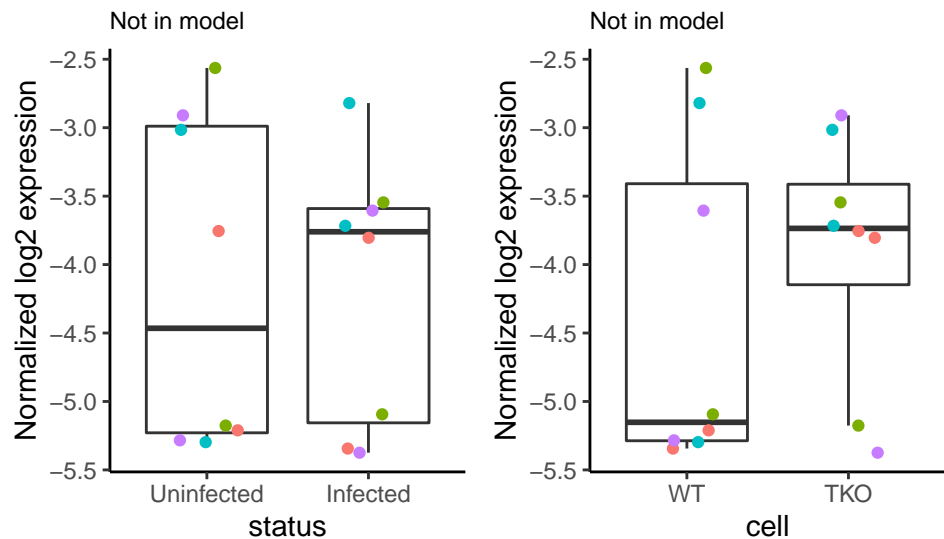 Not in model
Normalized log2 expression
−2.5
−3.0
−3.5
−4.0
−4.5
−5.0
−5.5
Uninfected Infected
status
Not in model
Normalized log2 expression
−2.5
−3.0
−3.5
−4.0
−4.5
−5.0
−5.5
WT TKO
cell